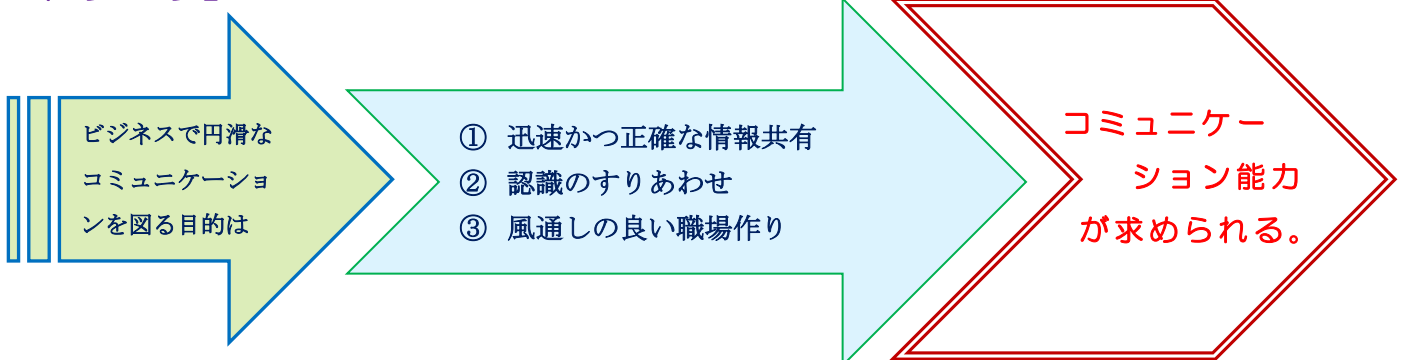 ビジネスで円滑な
コミュニケーショ
ンを図る目的は
① 迅速かつ正確な情報共有
② 認識のすりあわせ
③ 風通しの良い職場作り
コミュニケー
ション能力
が求められる。